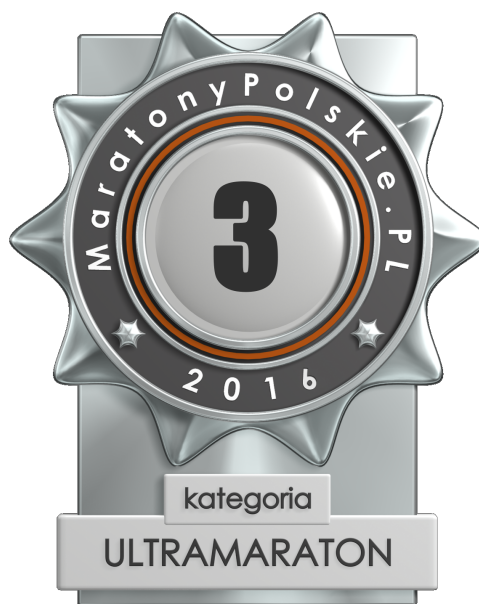 MaratonyPolskie.PL
3
2016
kategoria
ULTRAMARATON